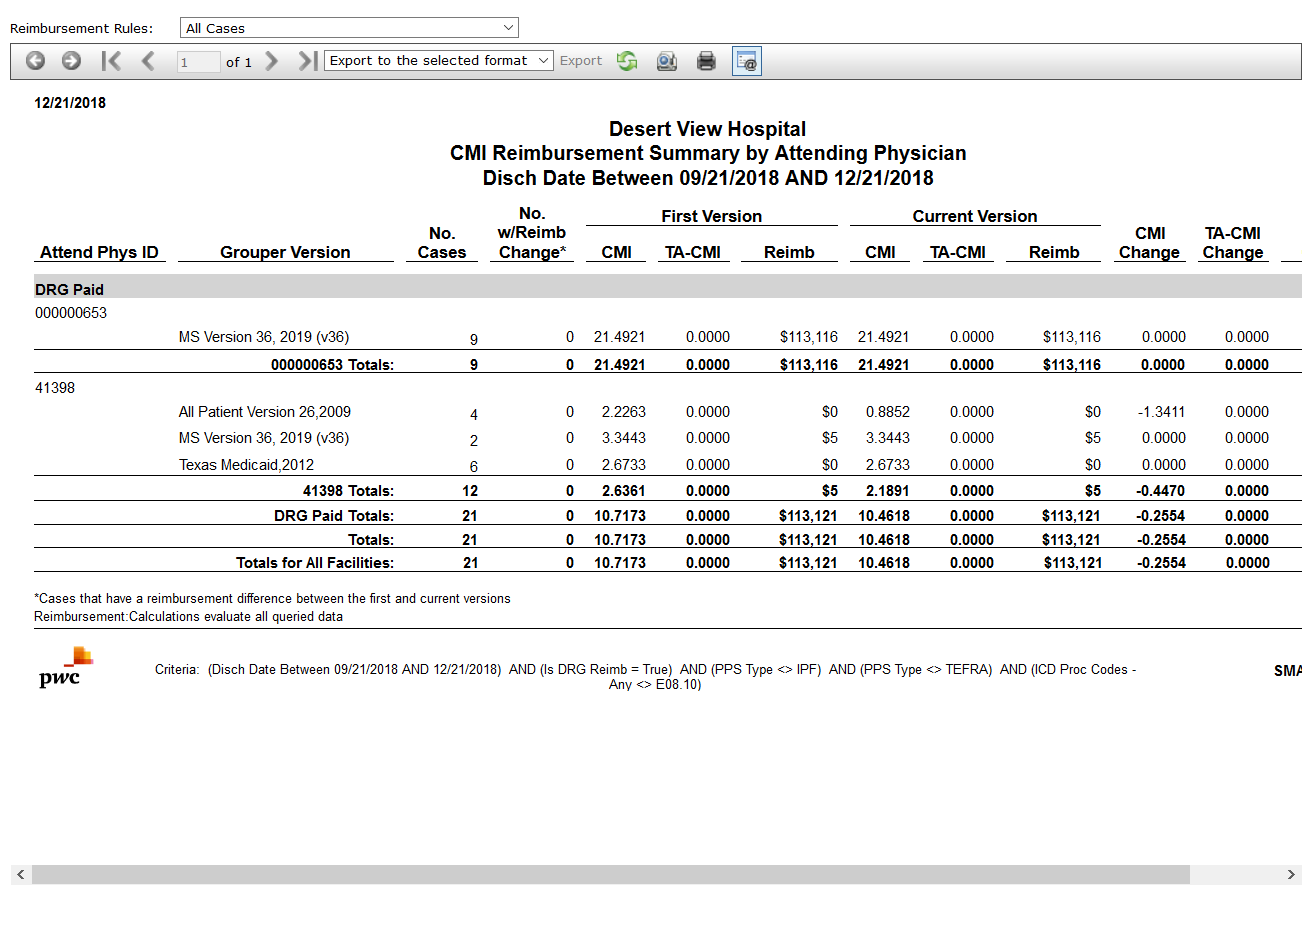 Reimbursement Rules: All Cases
1 of 1 Export to the selected format Export
12/21/2018
Desert View Hospital
CMI Reimbursement Summary by Attending Physician
Disch Date Between 09/21/2018 AND 12/21/2018
First Version Current Version
Attend Phys ID Grouper Version No. Cases No. w/Reimb Change* CMI TA-CMI Reimb CMI TA-CMI Reimb CMI Change TA-CMI Change
DRG Paid
000000653
MS Version 36, 2019 (v36) 9 0 21.4921 0.0000 $113,116 21.4921 0.0000 $113,116 0.0000 0.0000
000000653 Totals: 9 0 21.4921 0.0000 $113,116 21.4921 0.0000 $113,116 0.0000 0.0000
41398
All Patient Version 26,2009 4 0 2.2263 0.0000 $0 0.8852 0.0000 $0 -1.3411 0.0000
MS Version 36, 2019 (v36) 2 0 3.3443 0.0000 $5 3.3443 0.0000 $5 0.0000 0.0000
Texas Medicaid,2012 6 0 2.6733 0.0000 $0 2.6733 0.0000 $0 0.0000 0.0000
41398 Totals: 12 0 2.6361 0.0000 $5 2.1891 0.0000 $5 -0.4470 0.0000
DRG Paid Totals: 21 0 10.7173 0.0000 $113,121 10.4618 0.0000 $113,121 -0.2554 0.0000
Totals: 21 0 10.7173 0.0000 $113,121 10.4618 0.0000 $113,121 -0.2554 0.0000
Totals for All Facilities: 21 0 10.7173 0.0000 $113,121 10.4618 0.0000 $113,121 -0.2554 0.0000
*Cases that have a reimbursement difference between the first and current versions
Reimbursement:Calculations evaluate all queried data
pwc
Criteria: (Disch Date Between 09/21/2018 AND 12/21/2018) AND (Is DRG Reimb = True) AND (PPS Type <> IPF) AND (PPS Type <> TEFRA) AND (ICD Proc Codes - SMA
Any <> E08.10)